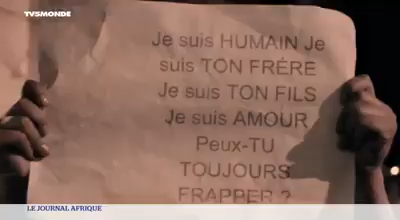 TV5MONDE
Je suis HUMAIN Je
suis TON FRÉRE
Je suis TON FILS
Je suis AMOUR
Peux-TU
TOUJOURS
FRAPPER ?
LE JOURNAL AFRIQUE